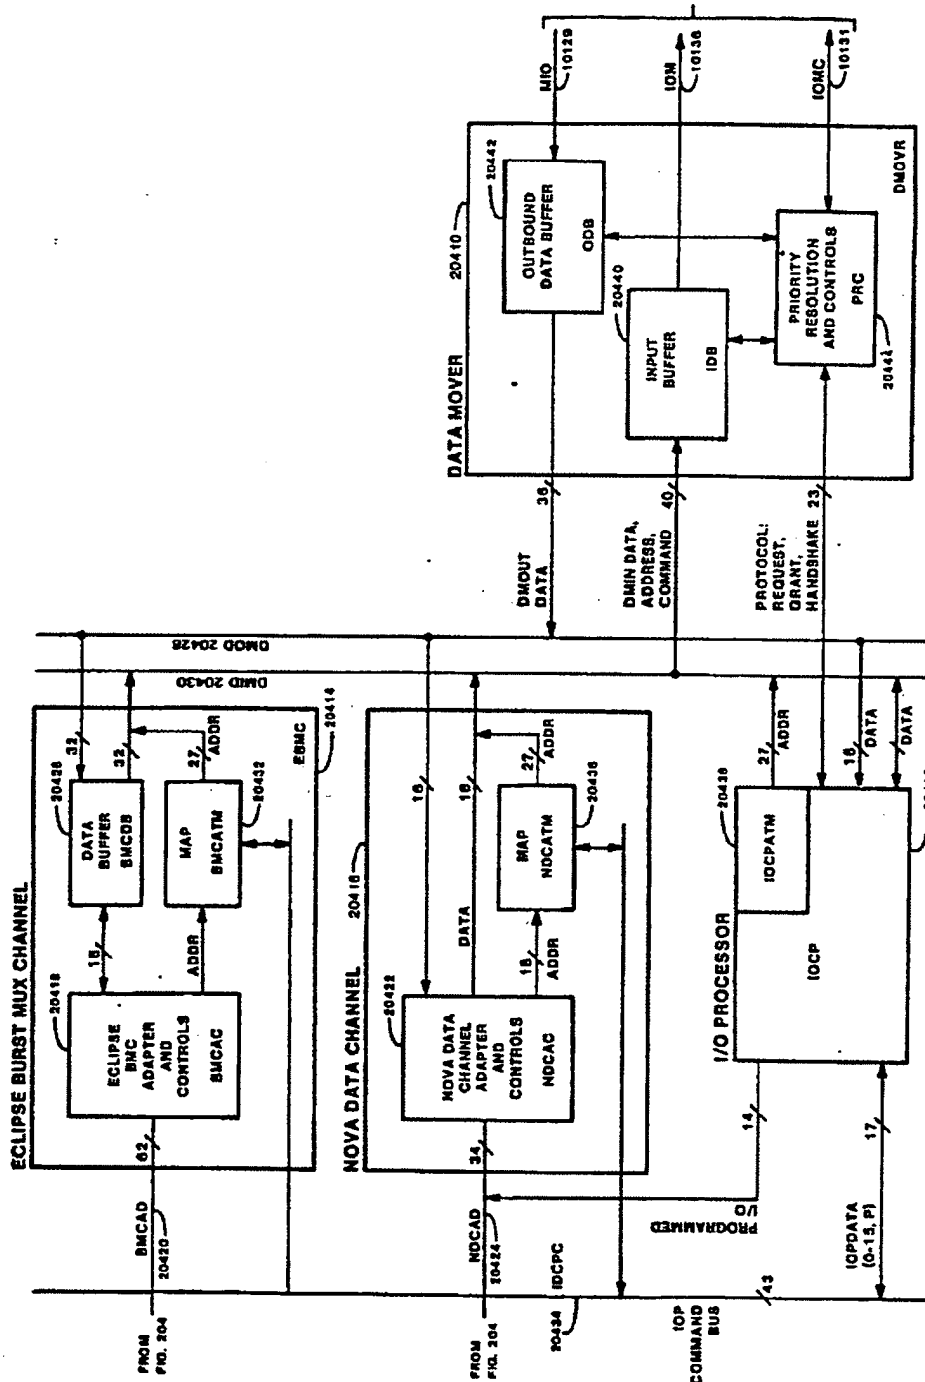 ECLIPSE BURST MUX CHANNEL
FROM
FIG. 204
BMCAD
20420
62
20418
ECLIPSE
BMC
ADAPTER
AND
CONTROLS
BMCAC
16
ADDR
20428
DATA
BUFFER
BMCDB
MAP
BMCATM
20432
32
32
27
ADDR
EBMC
20414
DMID 20430
DMOD 20428
NOVA DATA CHANNEL
20416
FROM
FIG. 204
NDCAD
20424
34
20422
NOVA DATA
CHANNEL
ADAPTER
AND
CONTROLS
NDCAC
16
DATA
16
16
ADDR
MAP
NDCATM
20436
27
ADDR
IOCPC
20434
IOP
COMMAND
BUS
43
PROGRAMMED
I/O
14
IOPDATA
(0-15, P)
17
I/O PROCESSOR
IOCP
IOCPATM
20438
27
ADDR
16
DATA
DATA
DMOUT
DATA
36
DMIN DATA,
ADDRESS,
COMMAND
40
PROTOCOL:
REQUEST,
GRANT,
HANDSHAKE
23
DATA MOVER
20410
OUTBOUND
DATA BUFFER
ODB
20442
INPUT
BUFFER
IDB
20440
PRIORITY
RESOLUTION
AND CONTROLS
PRC
20444
DMOVR
MIO
10129
IOM
10136
IOMC
10131